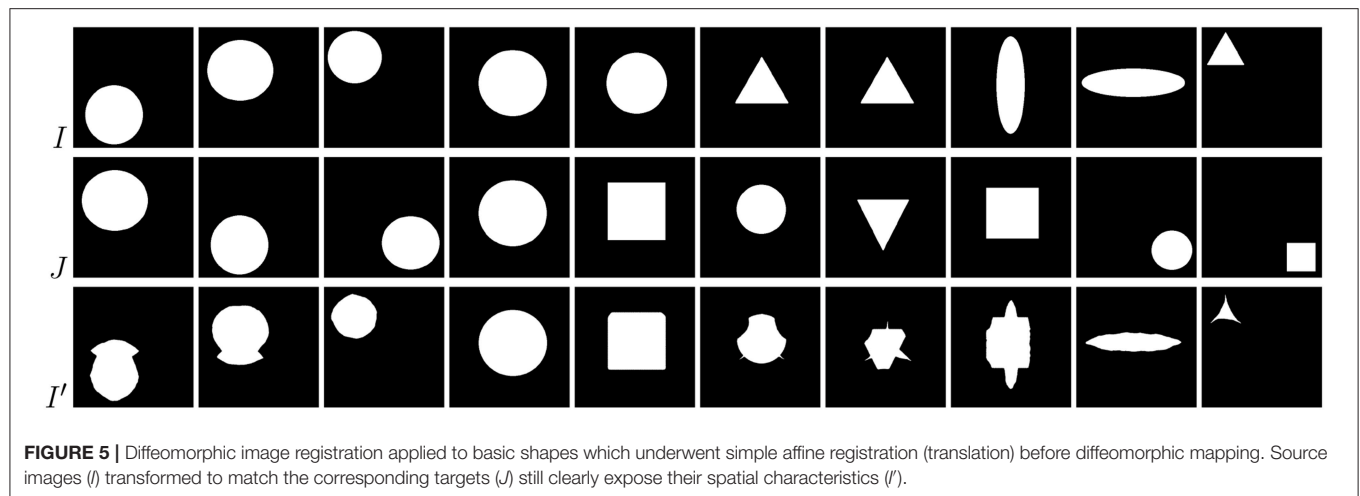 I
J
I′
FIGURE 5 | Diffeomorphic image registration applied to basic shapes which underwent simple affine registration (translation) before diffeomorphic mapping. Source
images (I) transformed to match the corresponding targets (J) still clearly expose their spatial characteristics (I′).